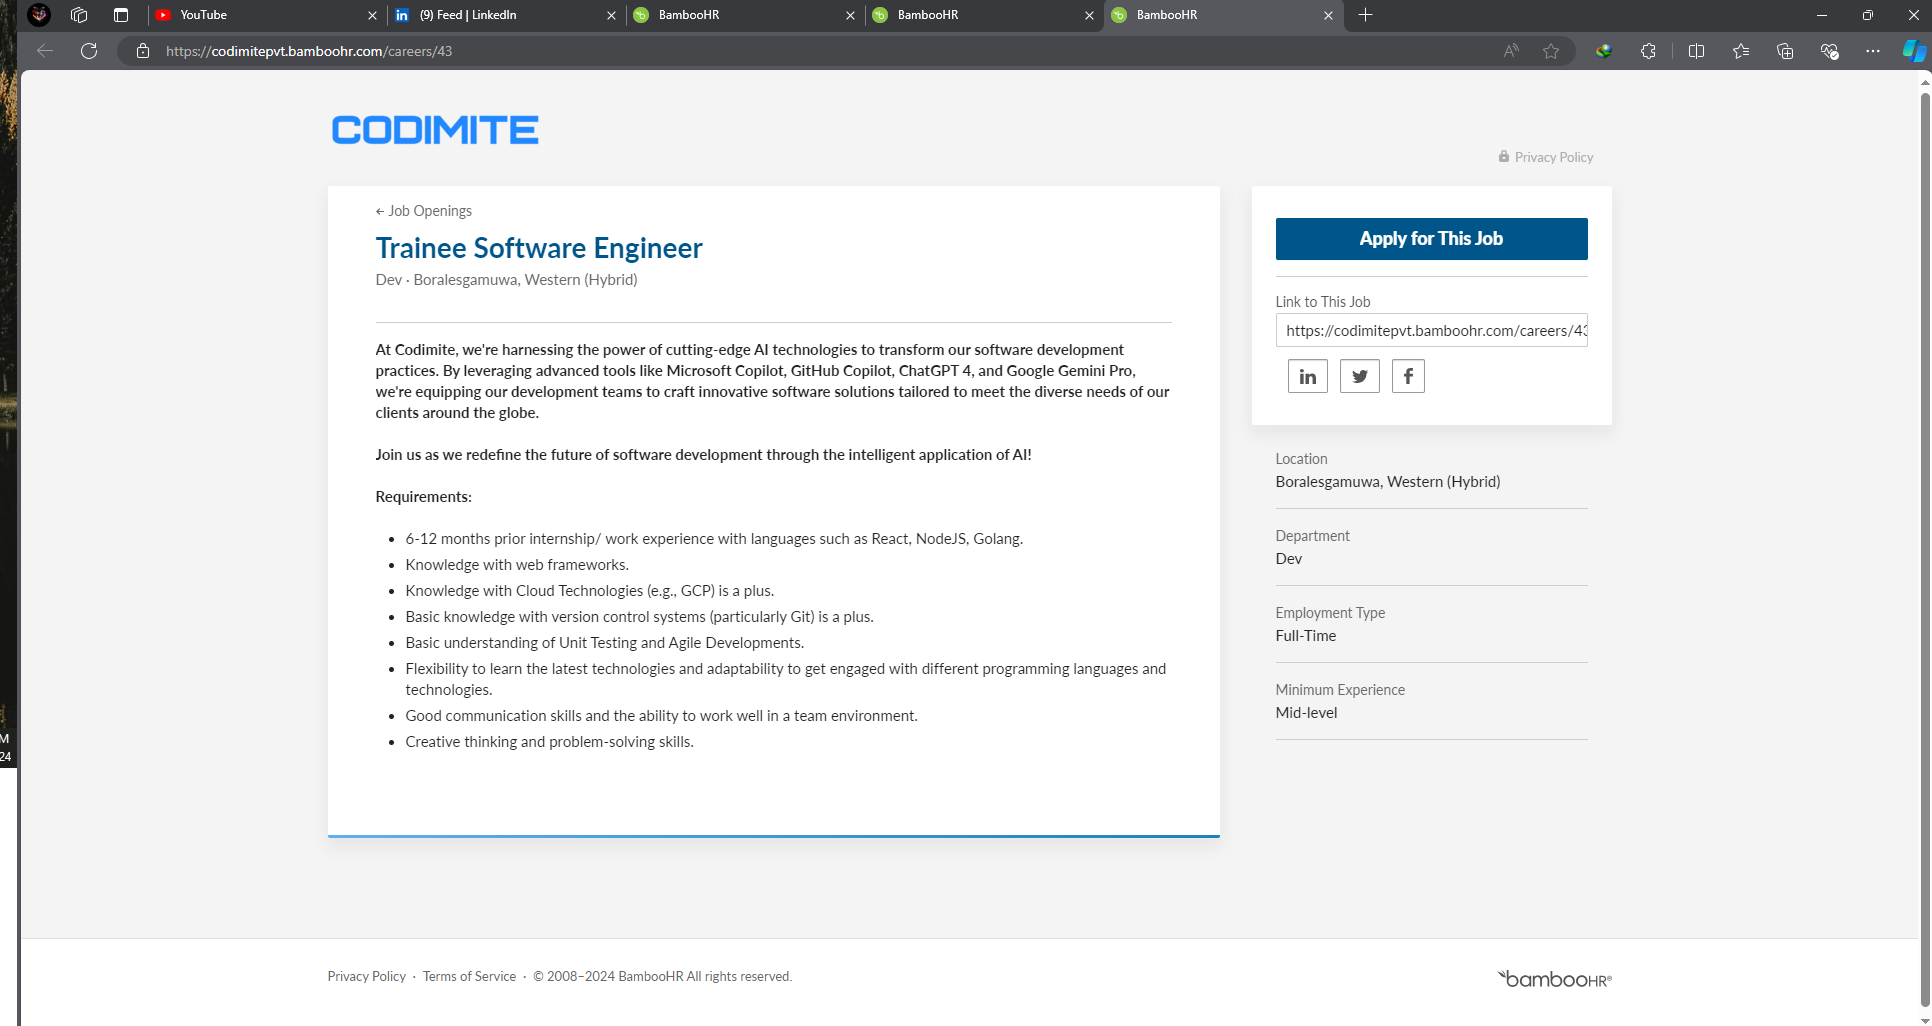 YouTube
(9) Feed | LinkedIn
BambooHR
BambooHR
BambooHR
https://codimitepvt.bamboohr.com/careers/43
CODIMITE
Privacy Policy
← Job Openings
Trainee Software Engineer
Dev · Boralesgamuwa, Western (Hybrid)
At Codimite, we're harnessing the power of cutting-edge AI technologies to transform our software development
practices. By leveraging advanced tools like Microsoft Copilot, GitHub Copilot, ChatGPT 4, and Google Gemini Pro,
we're equipping our development teams to craft innovative software solutions tailored to meet the diverse needs of our
clients around the globe.
Join us as we redefine the future of software development through the intelligent application of AI!
Requirements:
• 6-12 months prior internship/ work experience with languages such as React, NodeJS, Golang.
• Knowledge with web frameworks.
• Knowledge with Cloud Technologies (e.g., GCP) is a plus.
• Basic knowledge with version control systems (particularly Git) is a plus.
• Basic understanding of Unit Testing and Agile Developments.
• Flexibility to learn the latest technologies and adaptability to get engaged with different programming languages and
technologies.
• Good communication skills and the ability to work well in a team environment.
• Creative thinking and problem-solving skills.
Apply for This Job
Link to This Job
https://codimitepvt.bamboohr.com/careers/43
in
f
Location
Boralesgamuwa, Western (Hybrid)
Department
Dev
Employment Type
Full-Time
Minimum Experience
Mid-level
M
24
Privacy Policy · Terms of Service · © 2008–2024 BambooHR All rights reserved.
bambooHR®